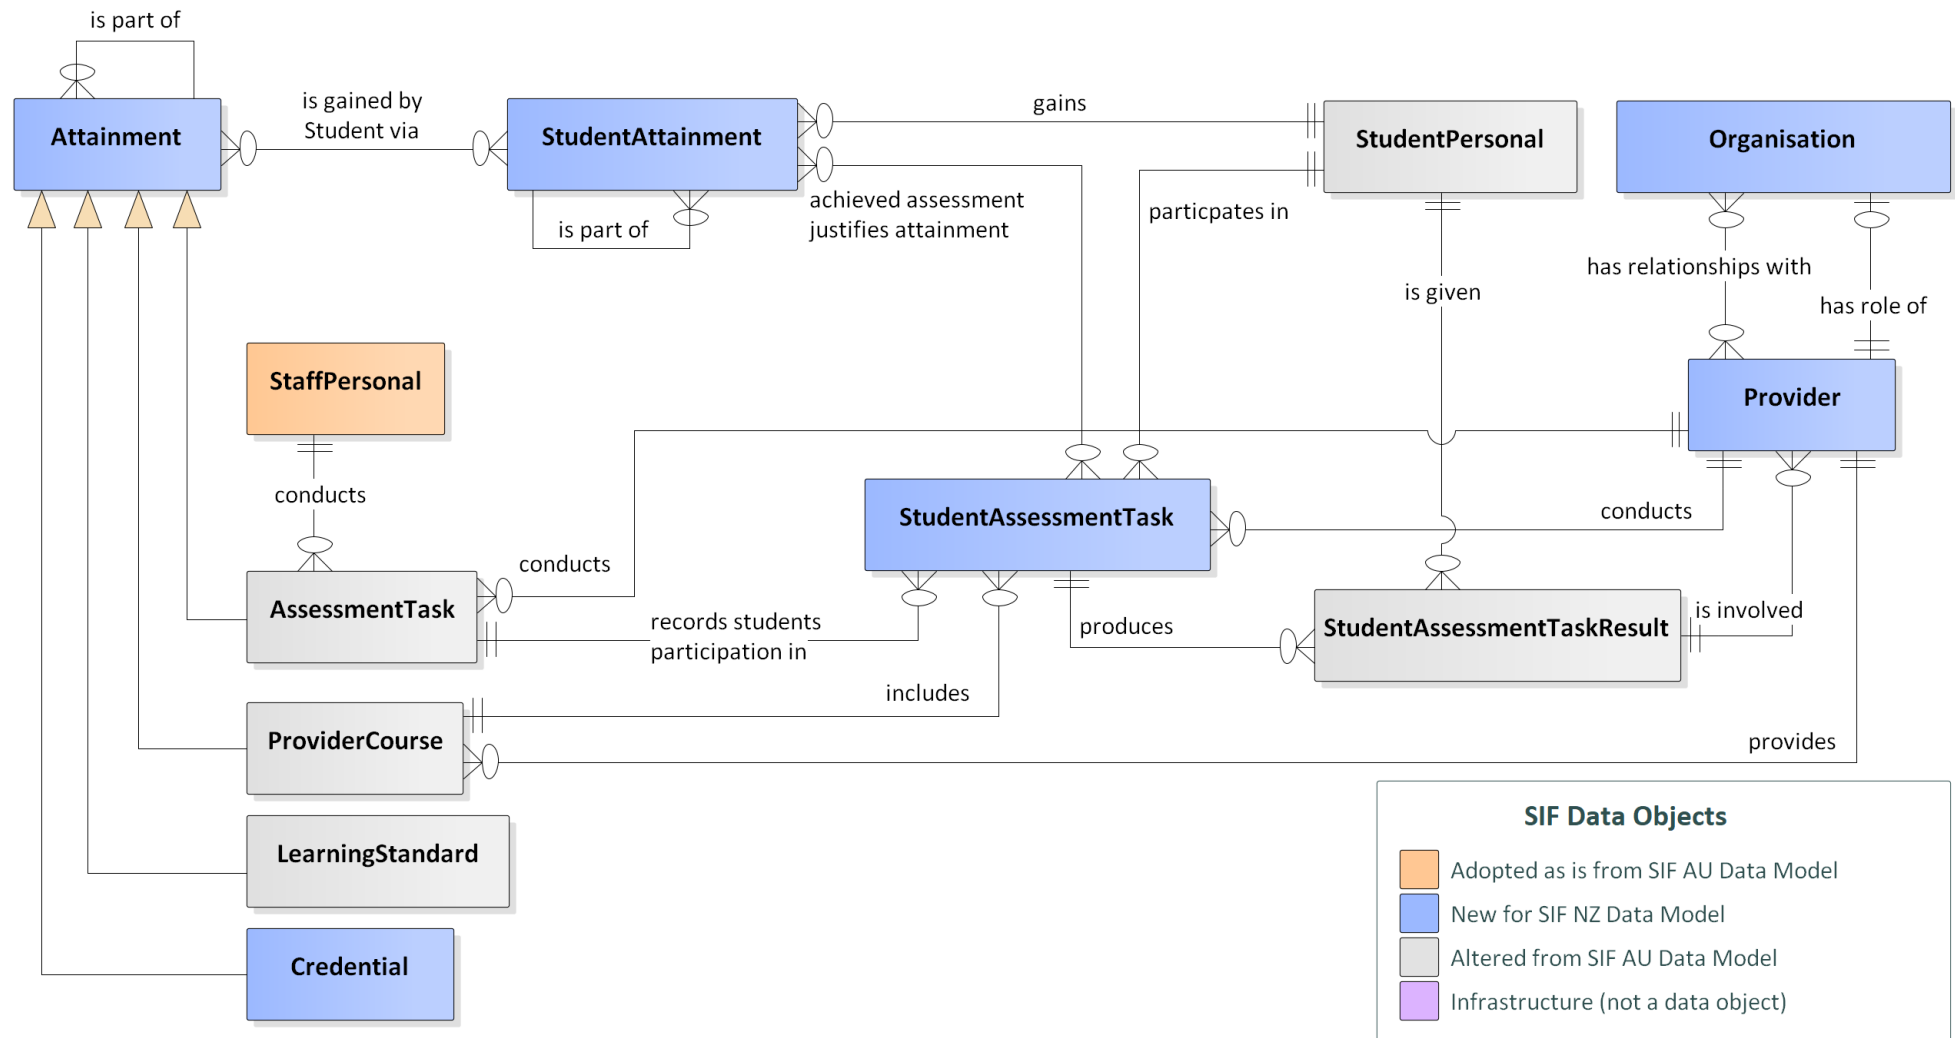 is part of
Attainment
is gained by
Student via
StudentAttainment
gains
StudentPersonal
Organisation
is part of
achieved assessment
justifies attainment
particpates in
is given
has relationships with
has role of
StaffPersonal
Provider
conducts
StudentAssessmentTask
conducts
conducts
AssessmentTask
records students
participation in
produces
StudentAssessmentTaskResult
is involved
includes
ProviderCourse
provides
LearningStandard
Credential
SIF Data Objects
Adopted as is from SIF AU Data Model
New for SIF NZ Data Model
Altered from SIF AU Data Model
Infrastructure (not a data object)